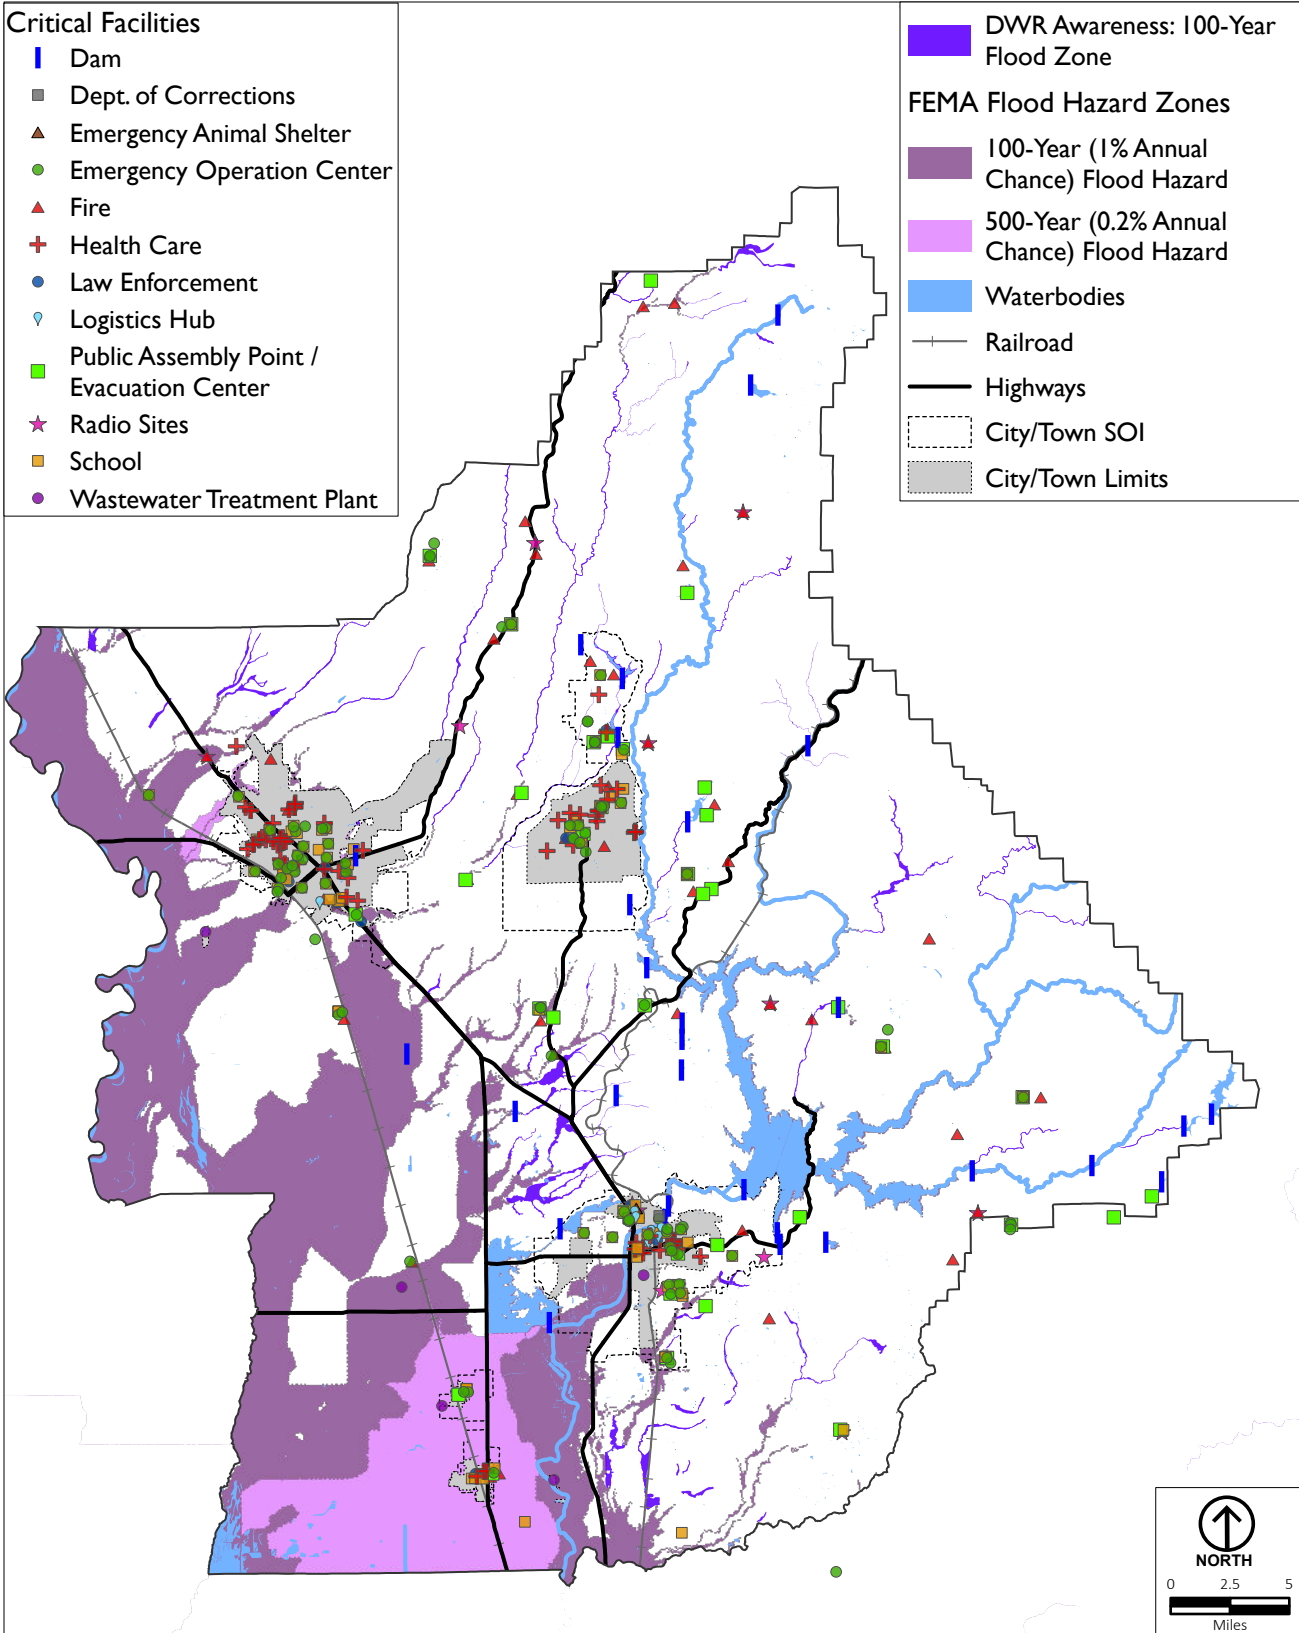 Critical Facilities
Dam
Dept. of Corrections
Emergency Animal Shelter
Emergency Operation Center
Fire
Health Care
Law Enforcement
Logistics Hub
Public Assembly Point /
Evacuation Center
Radio Sites
School
Wastewater Treatment Plant
DWR Awareness: 100-Year
Flood Zone
FEMA Flood Hazard Zones
100-Year (1% Annual
Chance) Flood Hazard
500-Year (0.2% Annual
Chance) Flood Hazard
Waterbodies
Railroad
Highways
City/Town SOI
City/Town Limits
NORTH
0 2.5 5
Miles